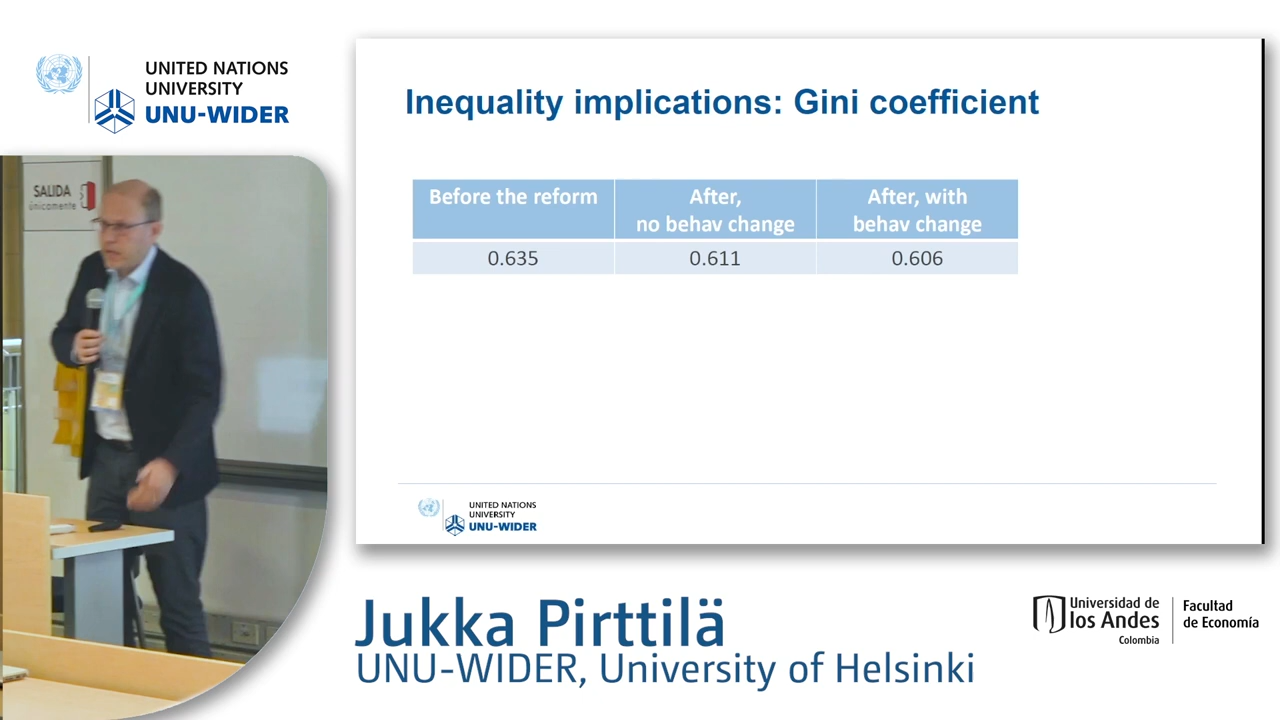 UNITED NATIONS
UNIVERSITY
UNU-WIDER
SALIDA
únicamente
Inequality implications: Gini coefficient
Before the reform
After,
no behav change
After, with
behav change
0.635
0.611
0.606
UNITED NATIONS
UNIVERSITY
UNU-WIDER
Jukka Pirttilä
UNU-WIDER, University of Helsinki
Universidad de
los Andes
Colombia
Facultad
de Economía